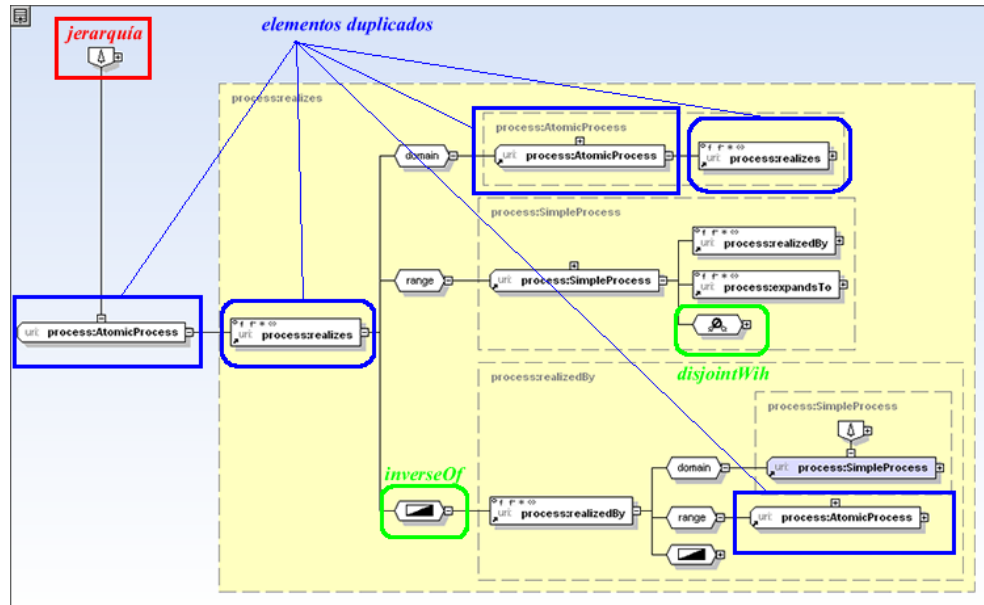 jerarquía
elementos duplicados
process:realizes
process:AtomicProcess
domain
uri: process:AtomicProcess
uri: process:realizes
process:SimpleProcess
uri: process:realizedBy
range
uri: process:SimpleProcess
uri: process:expandsTo
uri: process:AtomicProcess
uri: process:realizes
disjointWih
process:realizedBy
process:SimpleProcess
inverseOf
domain
uri: process:SimpleProcess
uri: process:realizedBy
range
uri: process:AtomicProcess